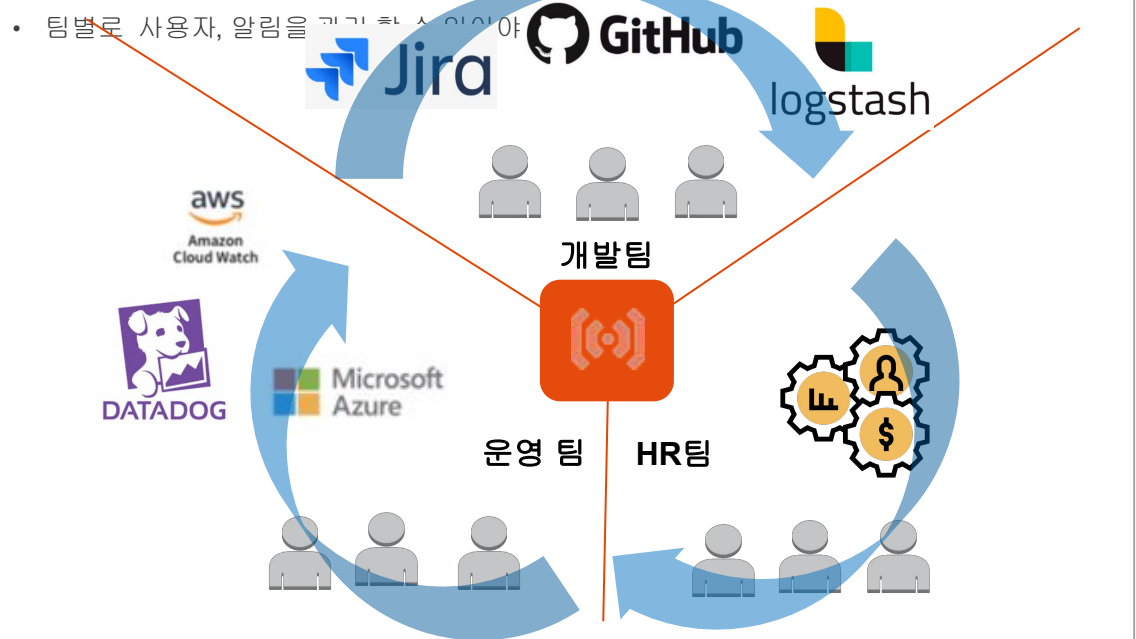 • 팀별로 사용자, 알림을 관리 할 수 있어야
Jira
GitHub
logstash
aws
Amazon
Cloud Watch
개발팀
DATADOG
Microsoft
Azure
운영 팀
HR팀
$